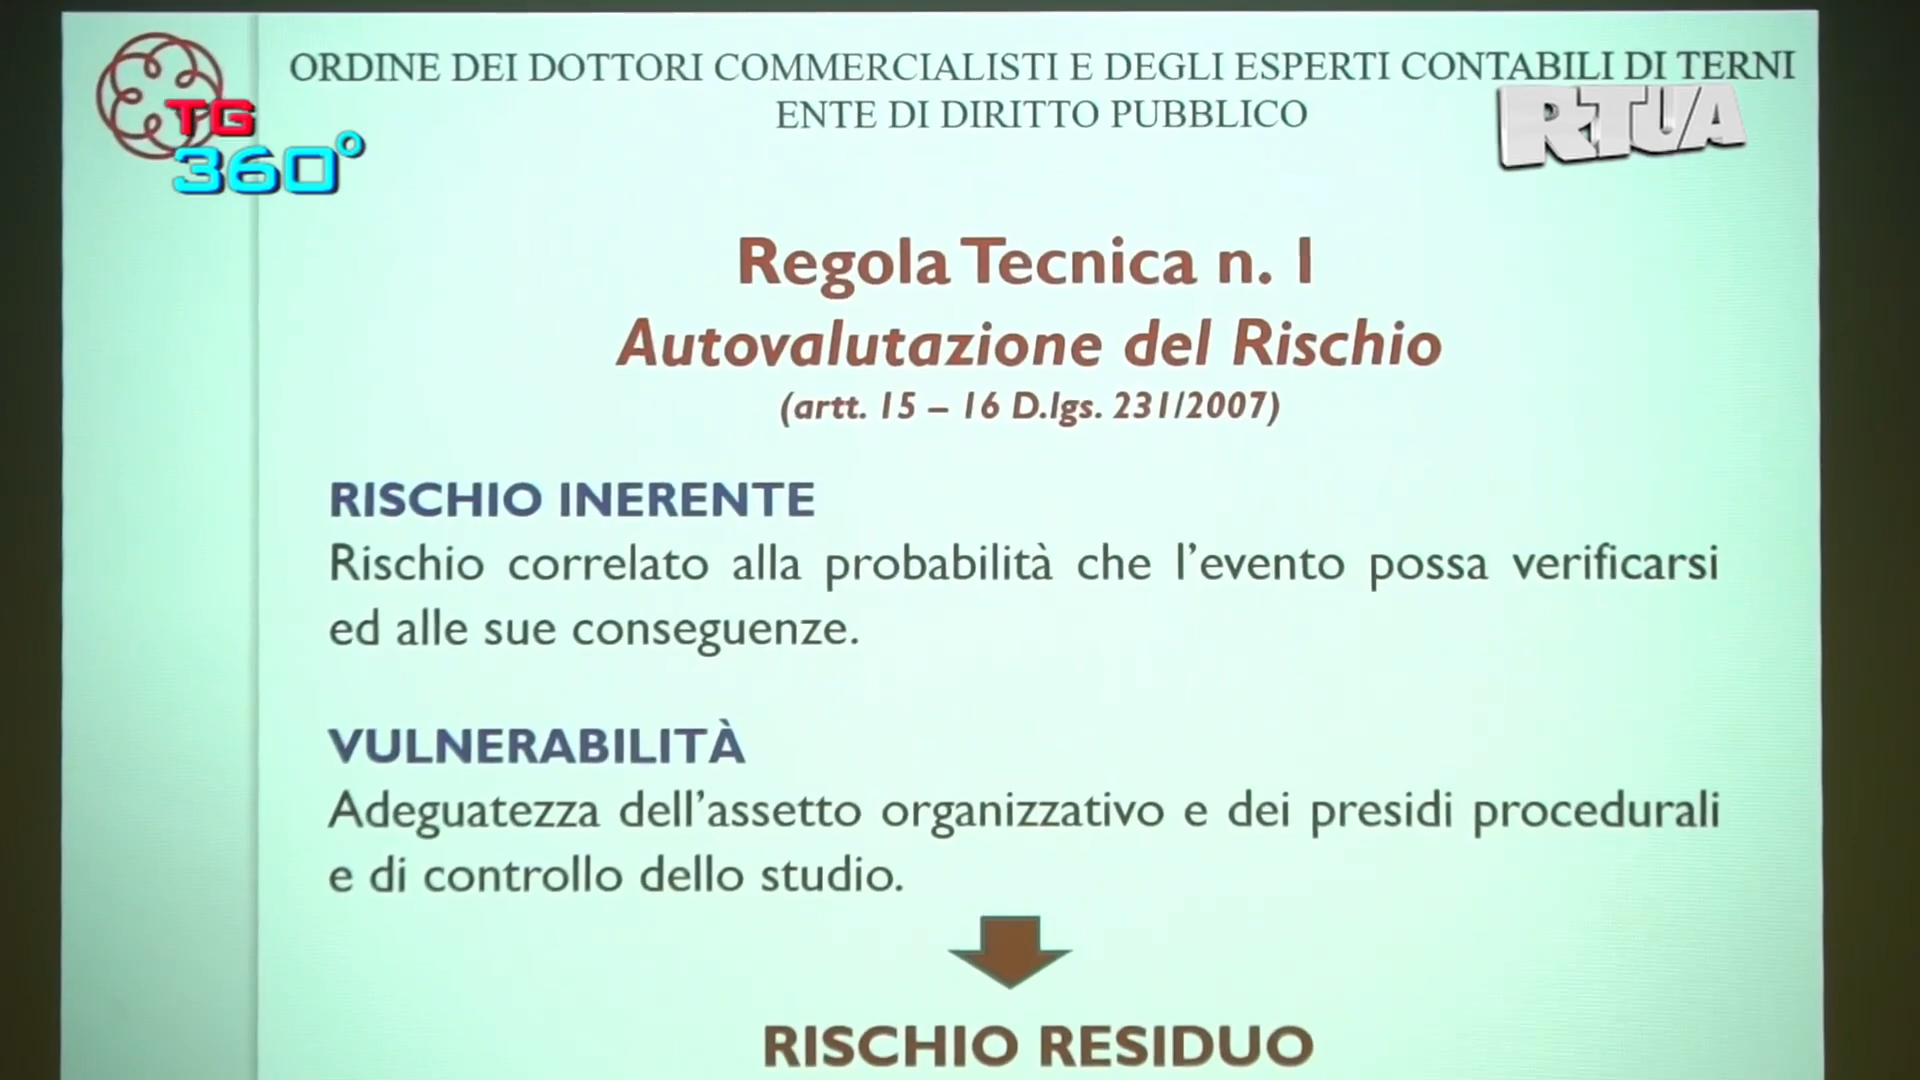 ORDINE DEI DOTTORI COMMERCIALISTI E DEGLI ESPERTI CONTABILI DI TERNI
ENTE DI DIRITTO PUBBLICO
TG
360°
RTUA
Regola Tecnica n. 1
Autovalutazione del Rischio
(artt. 15 – 16 D.lgs. 231/2007)
RISCHIO INERENTE
Rischio correlato alla probabilità che l'evento possa verificarsi
ed alle sue conseguenze.
VULNERABILITÀ
Adeguatezza dell'assetto organizzativo e dei presidi procedurali
e di controllo dello studio.
RISCHIO RESIDUO